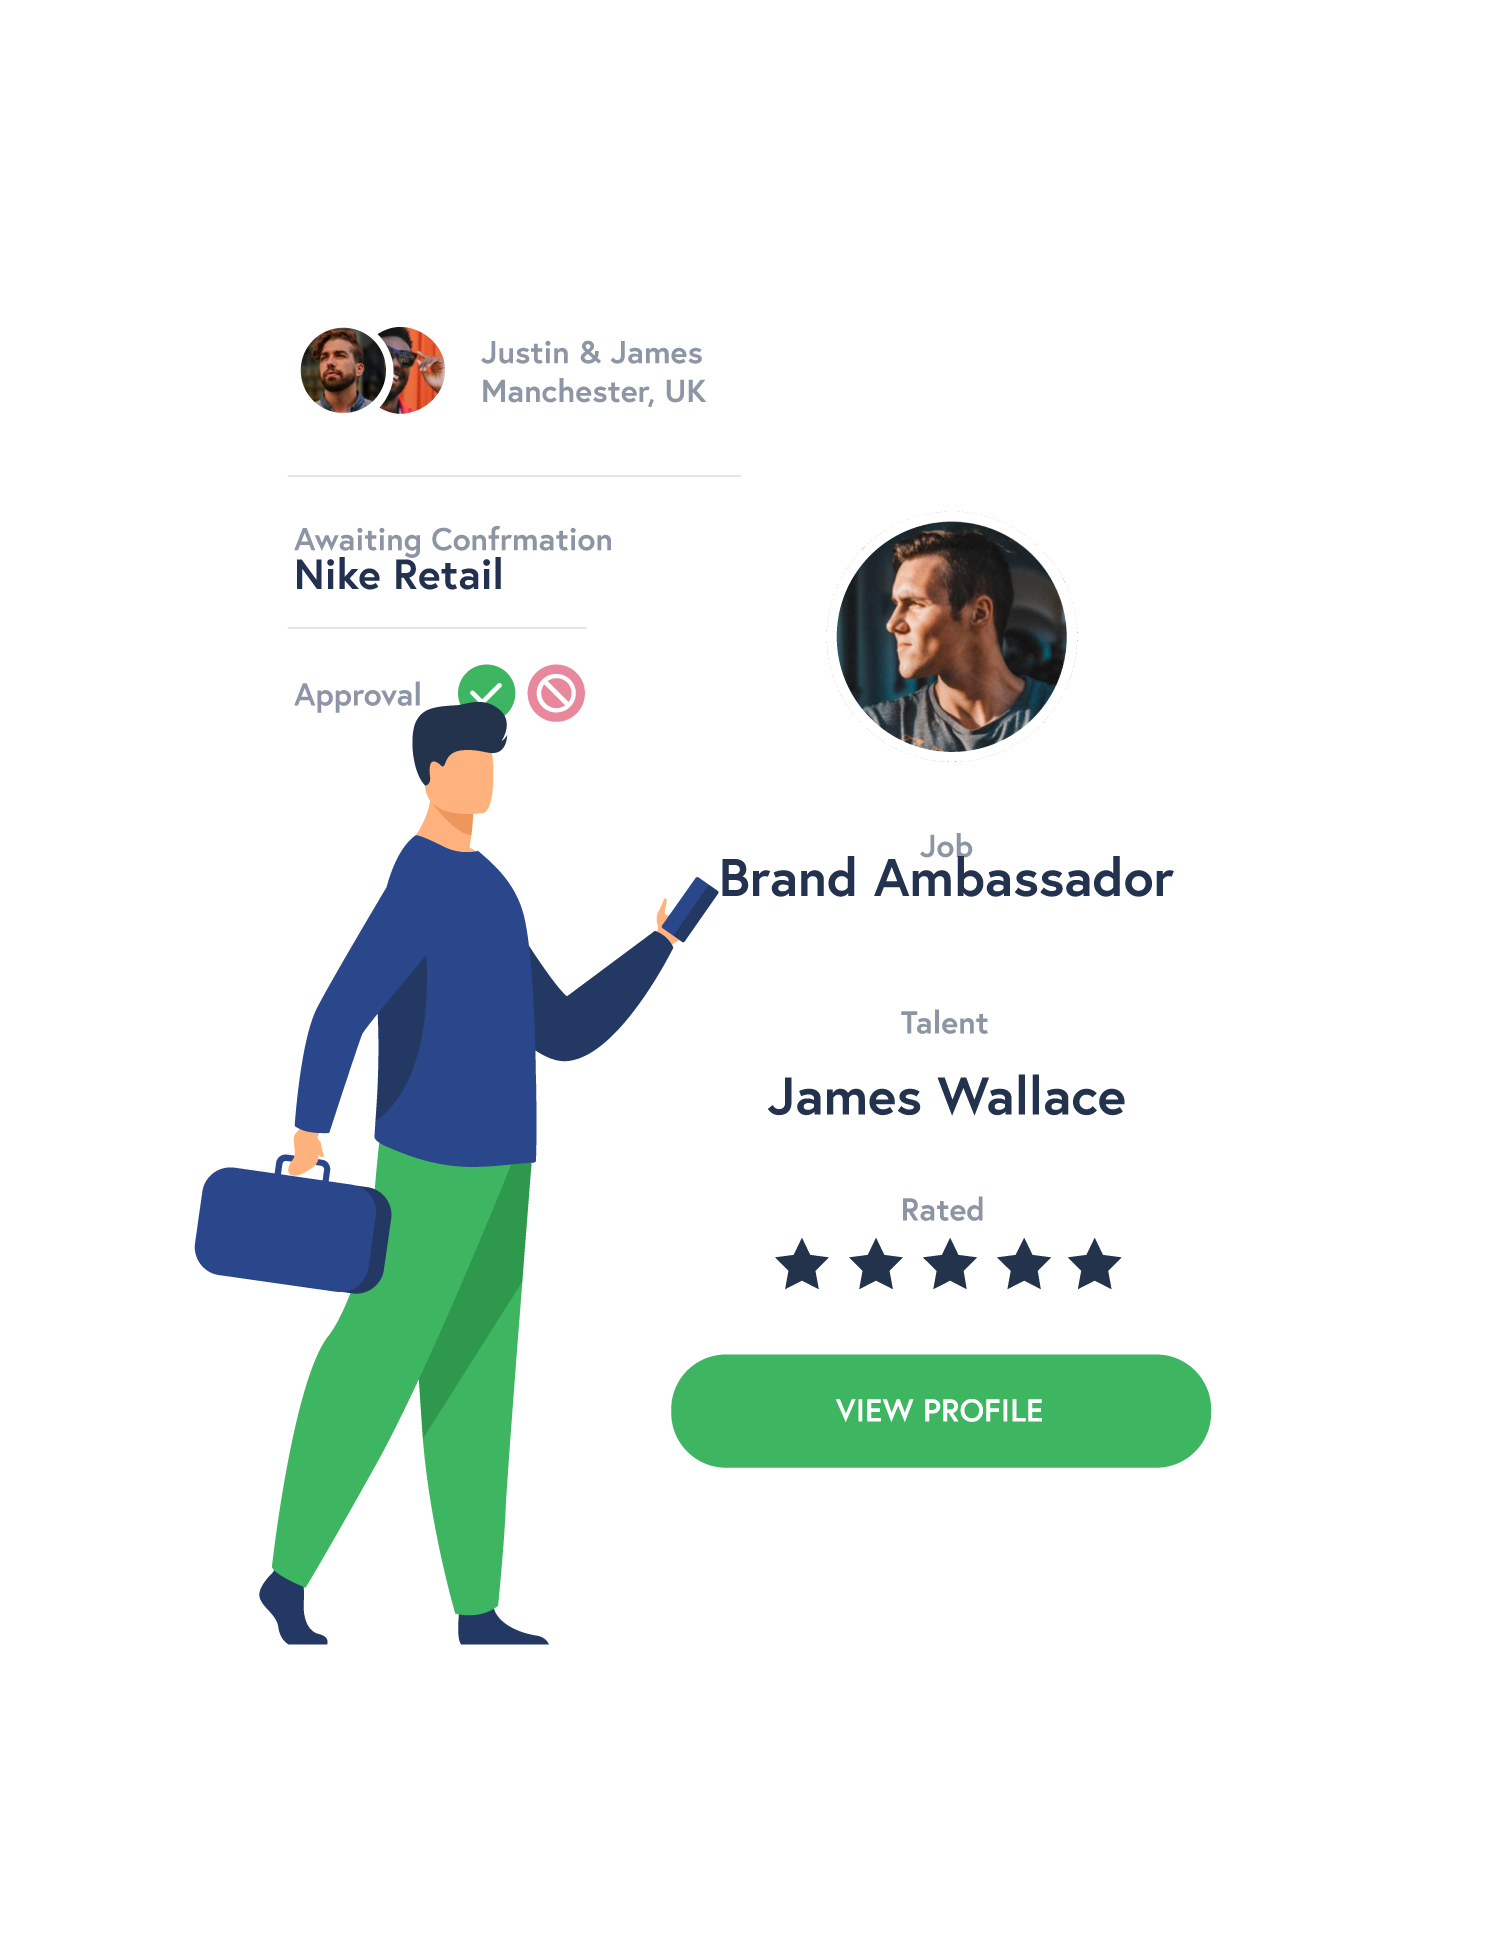 Justin & James
Manchester, UK
Awaiting Confrmation
Nike Retail
Approval
Job
Brand Ambassador
Talent
James Wallace
Rated
VIEW PROFILE